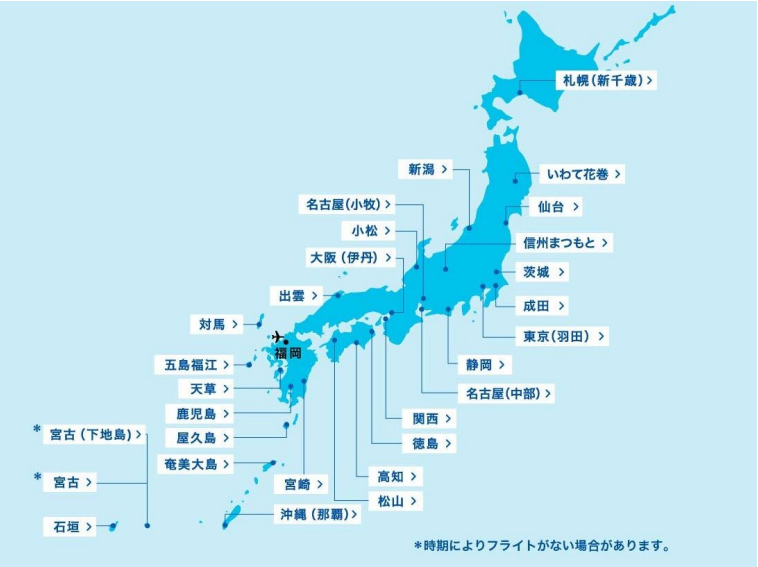 札幌(新千歳)
新潟
いわて花巻
名古屋(小牧)
仙台
小松
信州まつもと
大阪(伊丹)
茨城
出雲
成田
対馬
東京(羽田)
福岡
五島福江
静岡
天草
名古屋(中部)
鹿児島
関西
宮古(下地島)
*
屋久島
徳島
奄美大島
宮崎
高知
*
宮古
松山
石垣
沖縄(那覇)
*時期によりフライトがない場合があります。